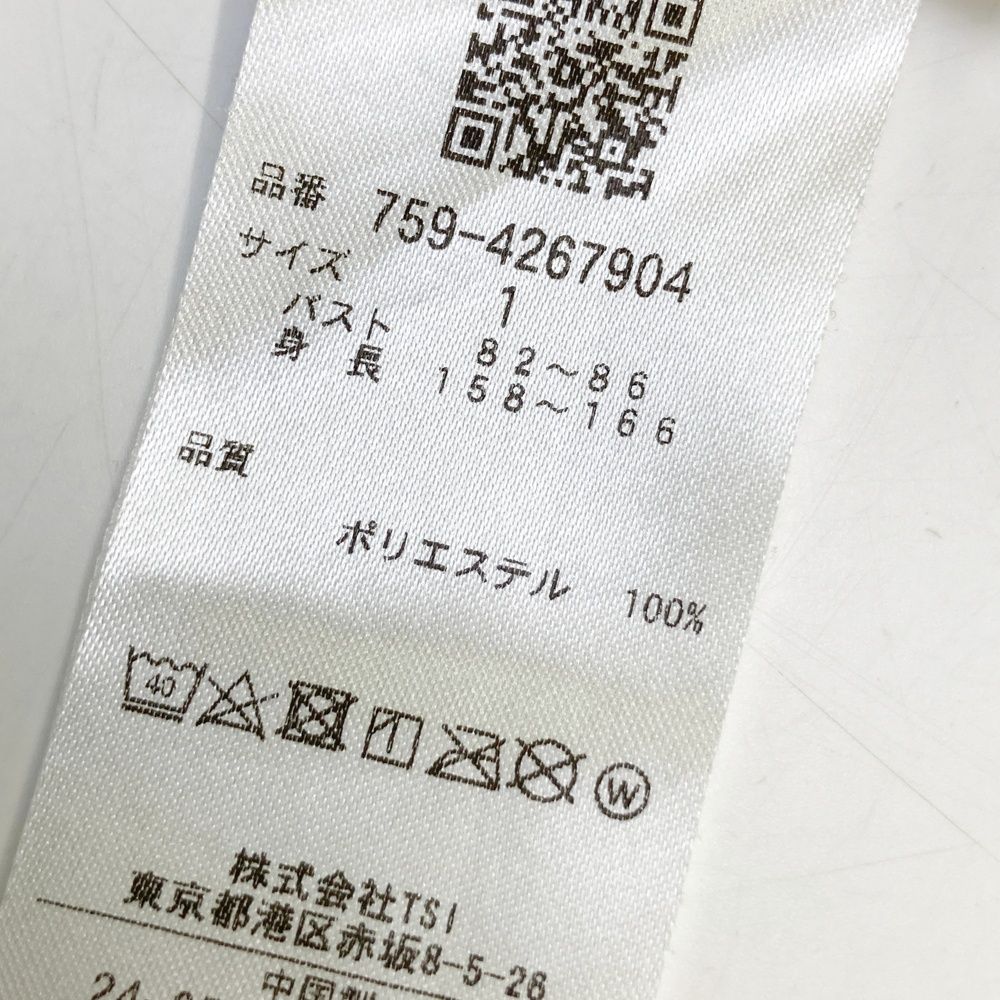 品番 759-4267904
サイズ 1
バスト 82～86
身長 158～166
品質
ポリエステル 100%
40
W
株式会社TSI
東京都港区赤坂8-5-26
中国製